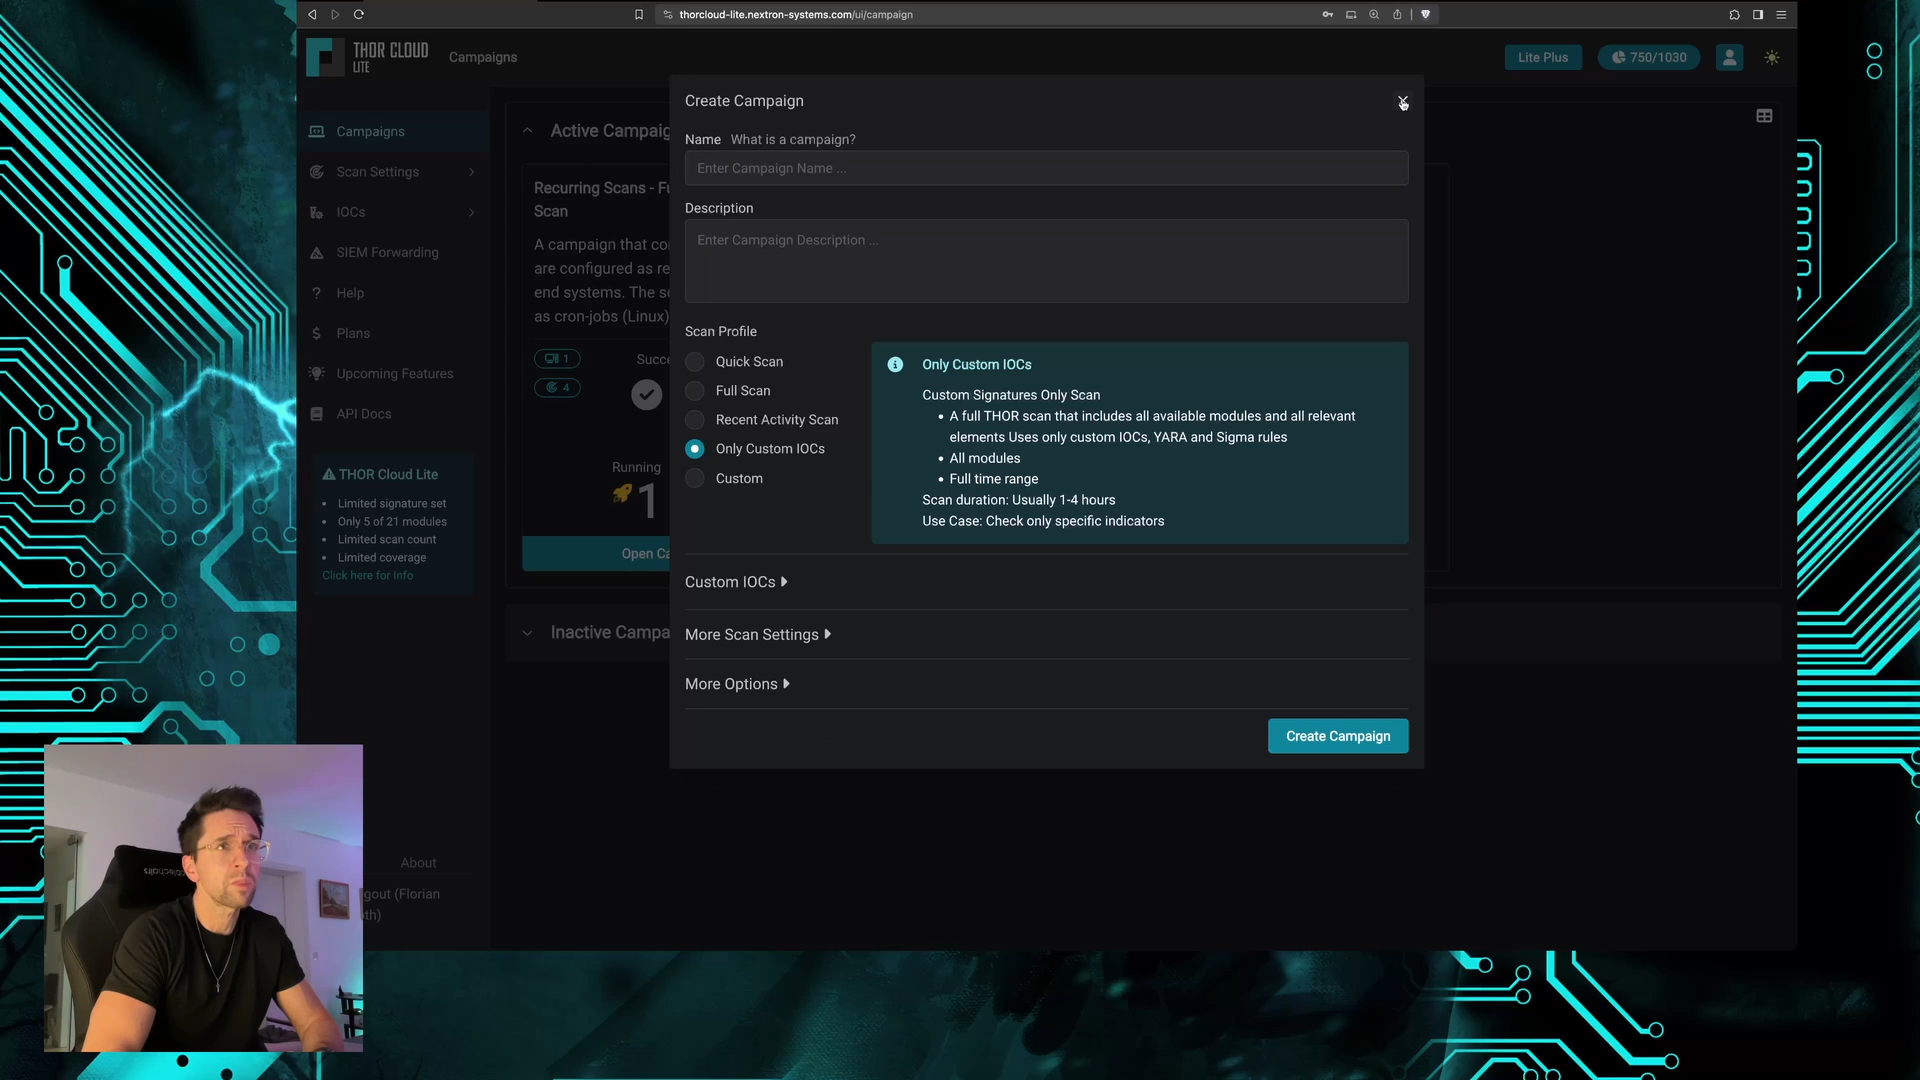 thorcloud-lite.nextron-systems.com/ui/campaign
THOR CLOUD
LITE
Campaigns
Lite Plus
750/1030
Campaigns
Scan Settings
IOCs
SIEM Forwarding
Help
Plans
Upcoming Features
API Docs
THOR Cloud Lite
• Limited signature set
• Only 5 of 21 modules
• Limited scan count
• Limited coverage
Click here for Info
About
gout (Florian
th)
Active Campaig
Recurring Scans - Fu
Scan
A campaign that co
are configured as re
end systems. The s
as cron-jobs (Linux)
1
Succe
4
Running
1
Open Ca
Inactive Campa
Create Campaign
Name What is a campaign?
Enter Campaign Name ...
Description
Enter Campaign Description ...
Scan Profile
Quick Scan
Full Scan
Recent Activity Scan
Only Custom IOCs
Custom
Only Custom IOCs
Custom Signatures Only Scan
• A full THOR scan that includes all available modules and all relevant
elements Uses only custom IOCs, YARA and Sigma rules
• All modules
• Full time range
Scan duration: Usually 1-4 hours
Use Case: Check only specific indicators
Custom IOCs
More Scan Settings
More Options
Create Campaign